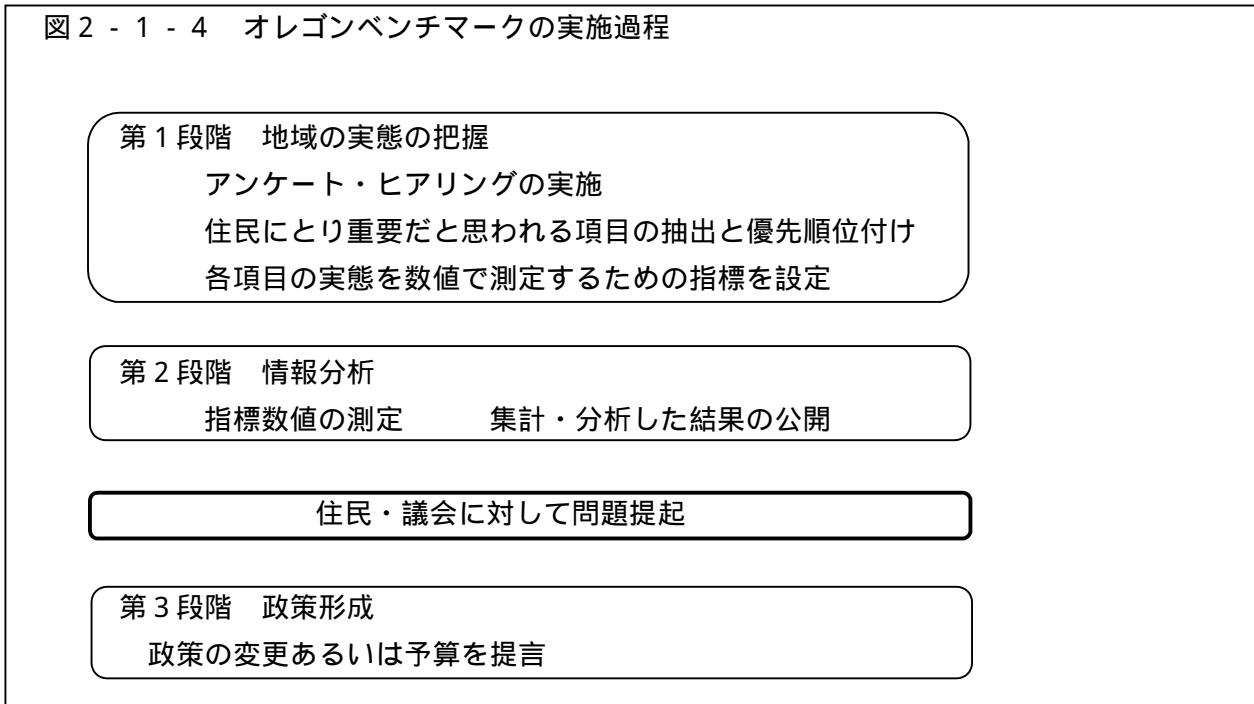 図２-１-４　オレゴンベンチマークの実施過程
第１段階　地域の実態の把握
アンケート・ヒアリングの実施
住民にとり重要だと思われる項目の抽出と優先順位付け
各項目の実態を数値で測定するための指標を設定
第２段階　情報分析
指標数値の測定　　　集計・分析した結果の公開
住民・議会に対して問題提起
第３段階　政策形成
政策の変更あるいは予算を提言